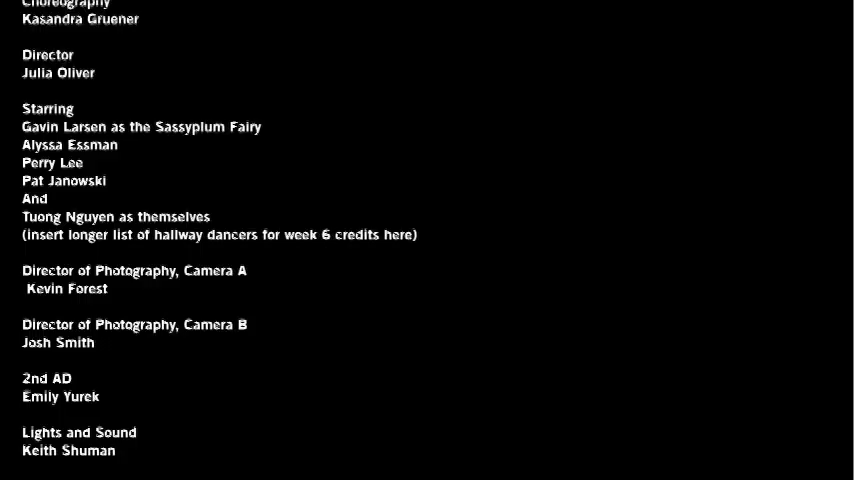 Choreography
Kasandra Gruener
Director
Julia Oliver
Starring
Gavin Larsen as the Sassyplum Fairy
Alyssa Essman
Perry Lee
Pat Janowski
And
Tuong Nguyen as themselves
(insert longer list of hallway dancers for week 6 credits here)
Director of Photography, Camera A
Kevin Forest
Director of Photography, Camera B
Josh Smith
2nd AD
Emily Yurek
Lights and Sound
Keith Shuman